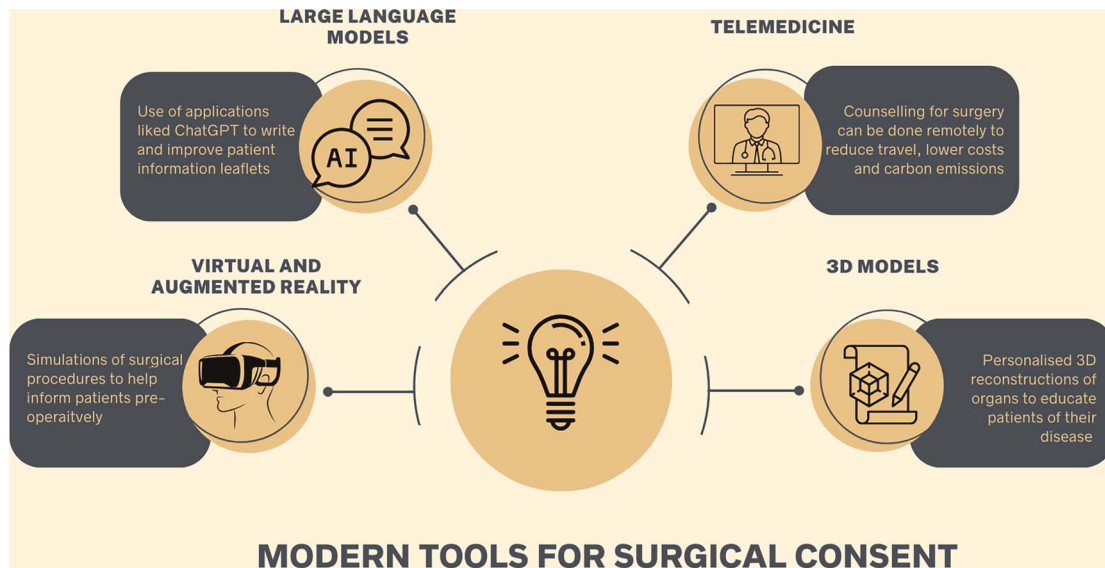 LARGE LANGUAGE
MODELS
Use of applications
liked ChatGPT to write
and improve patient
information leaflets
AI
TELEMEDICINE
Counselling for surgery
can be done remotely to
reduce travel, lower costs
and carbon emissions
VIRTUAL AND
AUGMENTED REALITY
Simulations of surgical
procedures to help
inform patients pre-
operaitvely
3D MODELS
Personalised 3D
reconstructions of
organs to educate
patients of their
disease
MODERN TOOLS FOR SURGICAL CONSENT